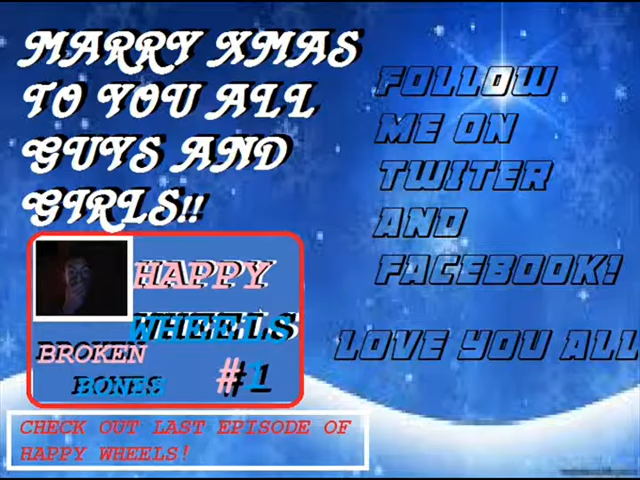 MARRY XMAS
TO YOU ALL
GUYS AND
GIRLS!!
FOLLOW
ME ON
TWITER
AND
FACEBOOK!
LOVE YOU ALL
HAPPY
WHEELS
BROKEN
BONES
#1
CHECK OUT LAST EPISODE OF
HAPPY WHEELS!